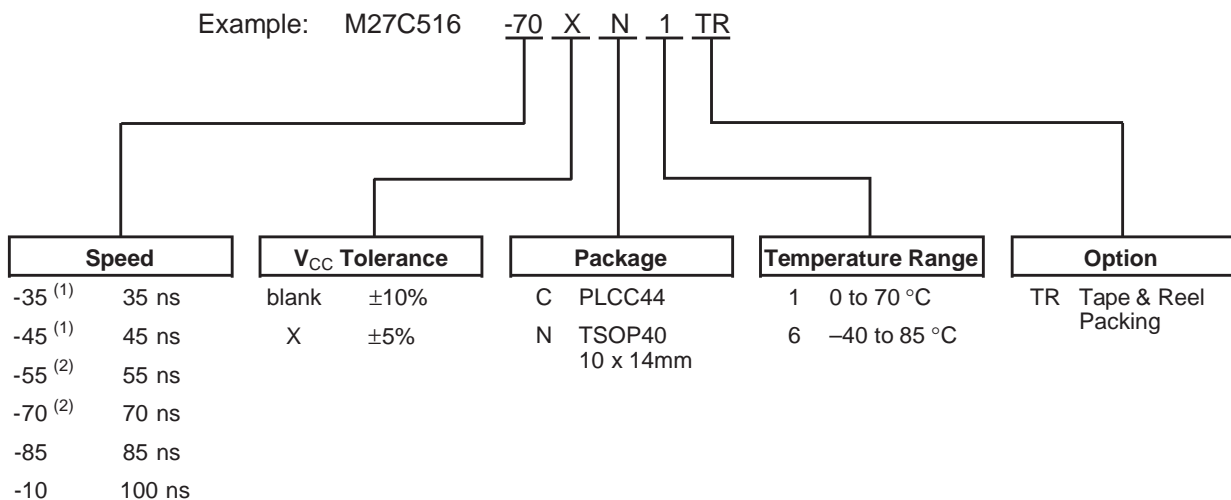 Example: M27C516 -70 X N 1 TR
Speed
-35 (1) 35 ns
-45 (1) 45 ns
-55 (2) 55 ns
-70 (2) 70 ns
-85 85 ns
-10 100 ns
VCC Tolerance
blank ±10%
X ±5%
Package
C PLCC44
N TSOP40
10 x 14mm
Temperature Range
1 0 to 70 °C
6 –40 to 85 °C
Option
TR Tape & Reel
Packing